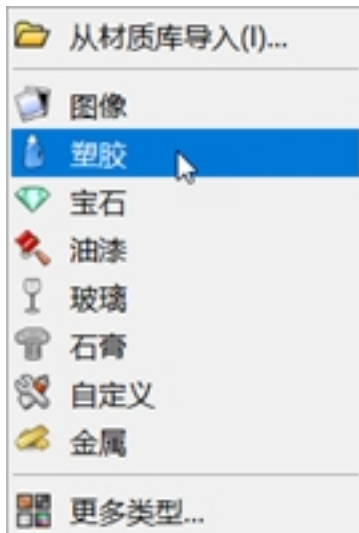 从材质库导入(I)...
图像
塑胶
宝石
油漆
玻璃
石膏
自定义
金属
更多类型...